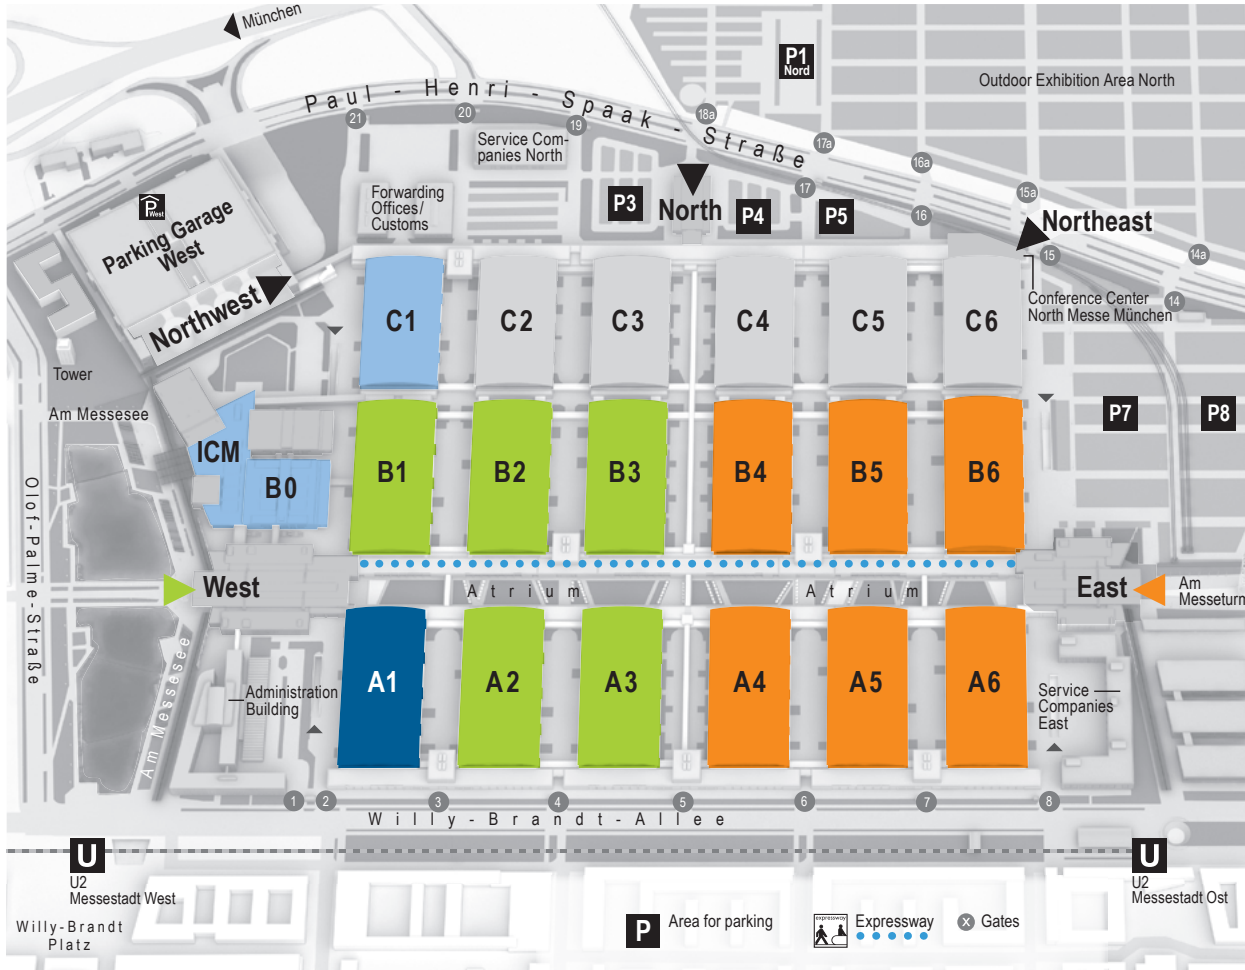 München
P1
Nord
Outdoor Exhibition Area North
Paul-Henri-Spaak-Straße
21
20
19
18a
17a
16a
15a
14a
Service Com-
panies North
17
16
15
14
P
West
Parking Garage
West
Forwarding
Offices/
Customs
P3
North
P4
P5
Northeast
Northwest
Conference Center
North Messe München
C1
C2
C3
C4
C5
C6
Tower
Am Messesee
P7
P8
ICM
B0
B1
B2
B3
B4
B5
B6
Olof-Palme-Straße
West
Atrium
Atrium
East
Am
Messeturm
Am Messesee
A1
A2
A3
A4
A5
A6
Administration
Building
Service
Companies
East
1
2
3
4
5
6
7
8
Willy-Brandt-Allee
U
U2
Messestadt West
U
U2
Messestadt Ost
Willy-Brandt
Platz
P
Area for parking
expressway
Expressway
X
Gates